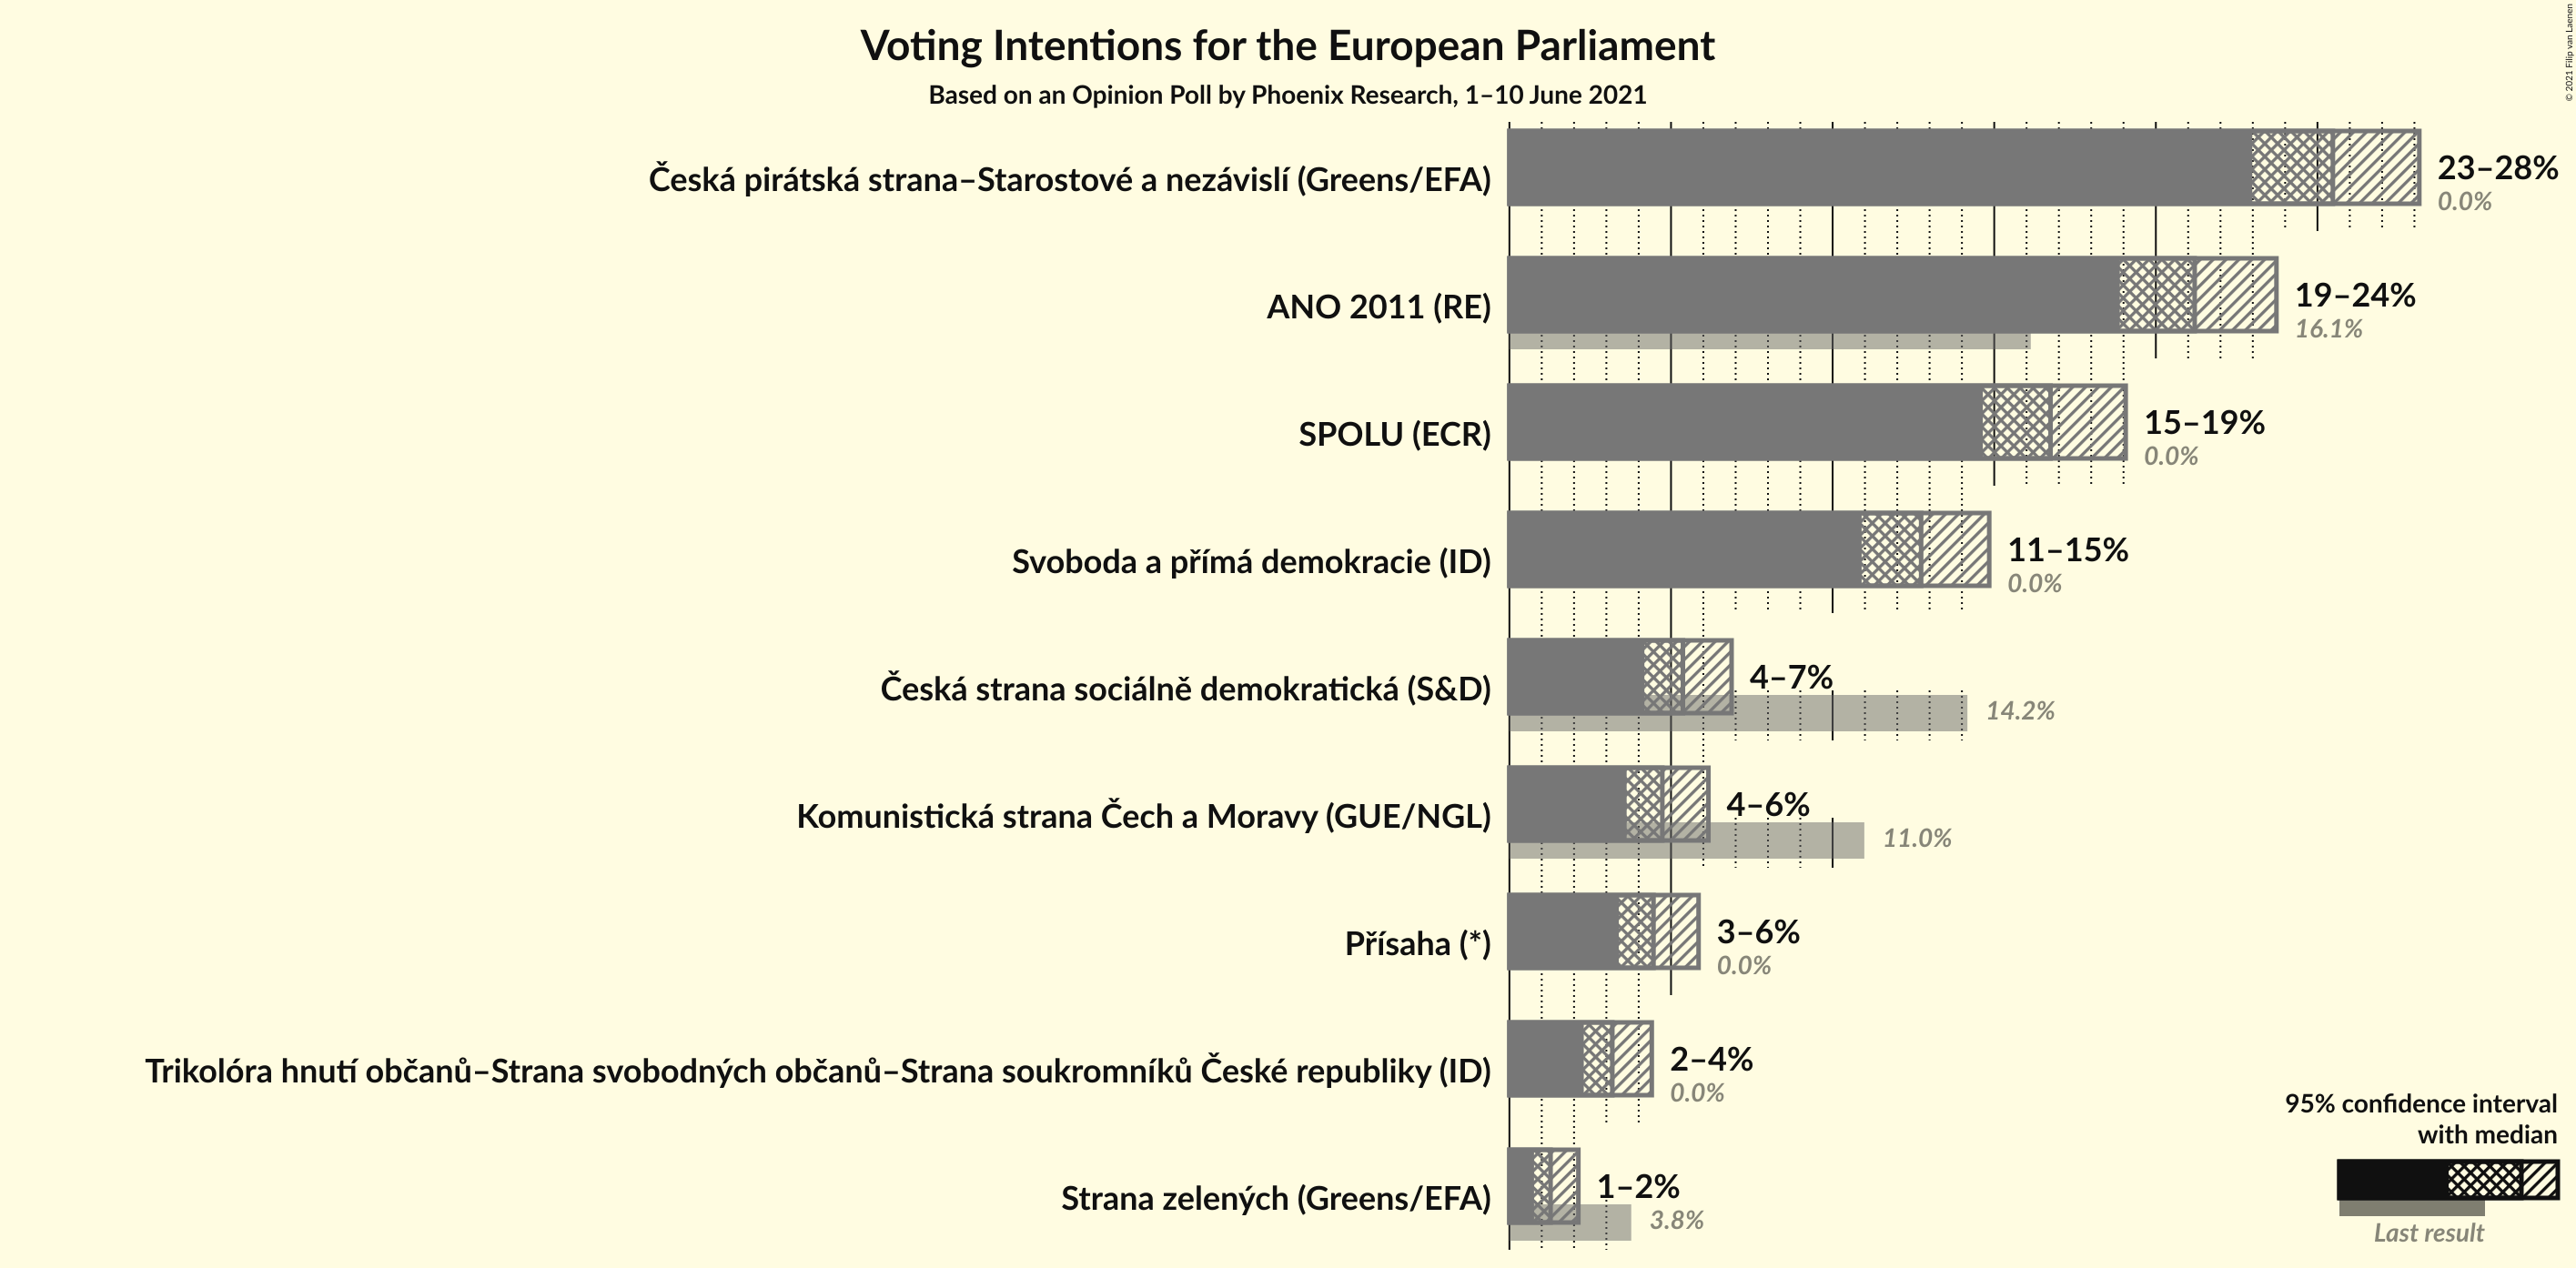 Voting Intentions for the European Parliament
Based on an Opinion Poll by Phoenix Research, 1–10 June 2021
© 2021 Filip van Laenen
Česká pirátská strana–Starostové a nezávislí (Greens/EFA)
23–28%
0.0%
ANO 2011 (RE)
19–24%
16.1%
SPOLU (ECR)
15–19%
0.0%
Svoboda a přímá demokracie (ID)
11–15%
0.0%
Česká strana sociálně demokratická (S&D)
4–7%
14.2%
Komunistická strana Čech a Moravy (GUE/NGL)
4–6%
11.0%
Přísaha (*)
3–6%
0.0%
Trikolóra hnutí občanů–Strana svobodných občanů–Strana soukromníků České republiky (ID)
2–4%
0.0%
Strana zelených (Greens/EFA)
1–2%
3.8%
95% confidence interval
with median
Last result